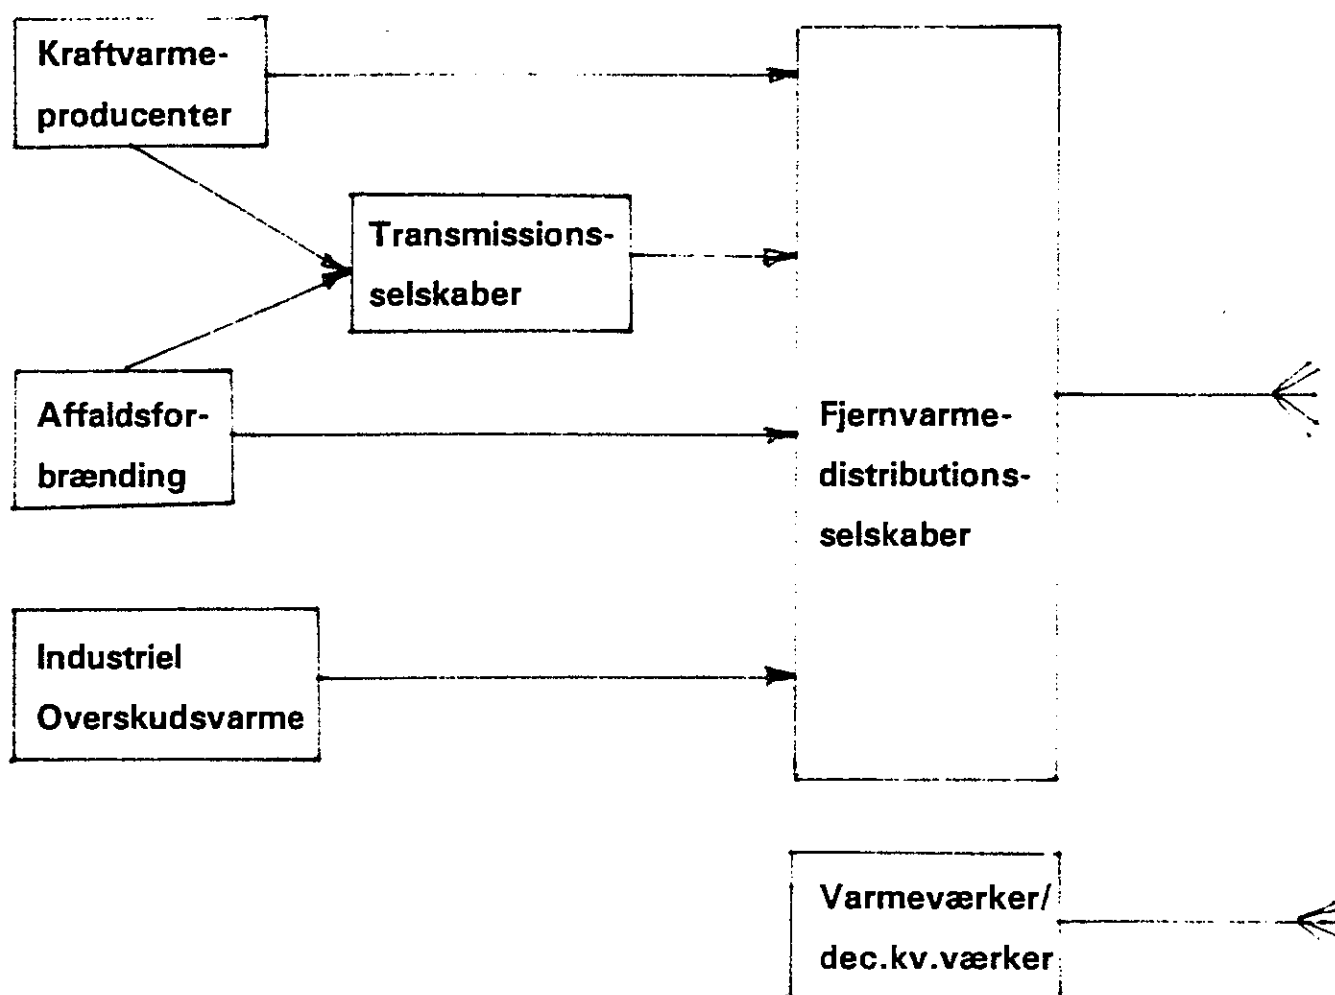 Kraftvarme-
producenter
Transmissions-
selskaber
Affaldsfor-
brænding
Fjernvarme-
distributions-
selskaber
Industriel
Overskudsvarme
Varmeværker/
dec.kv.værker